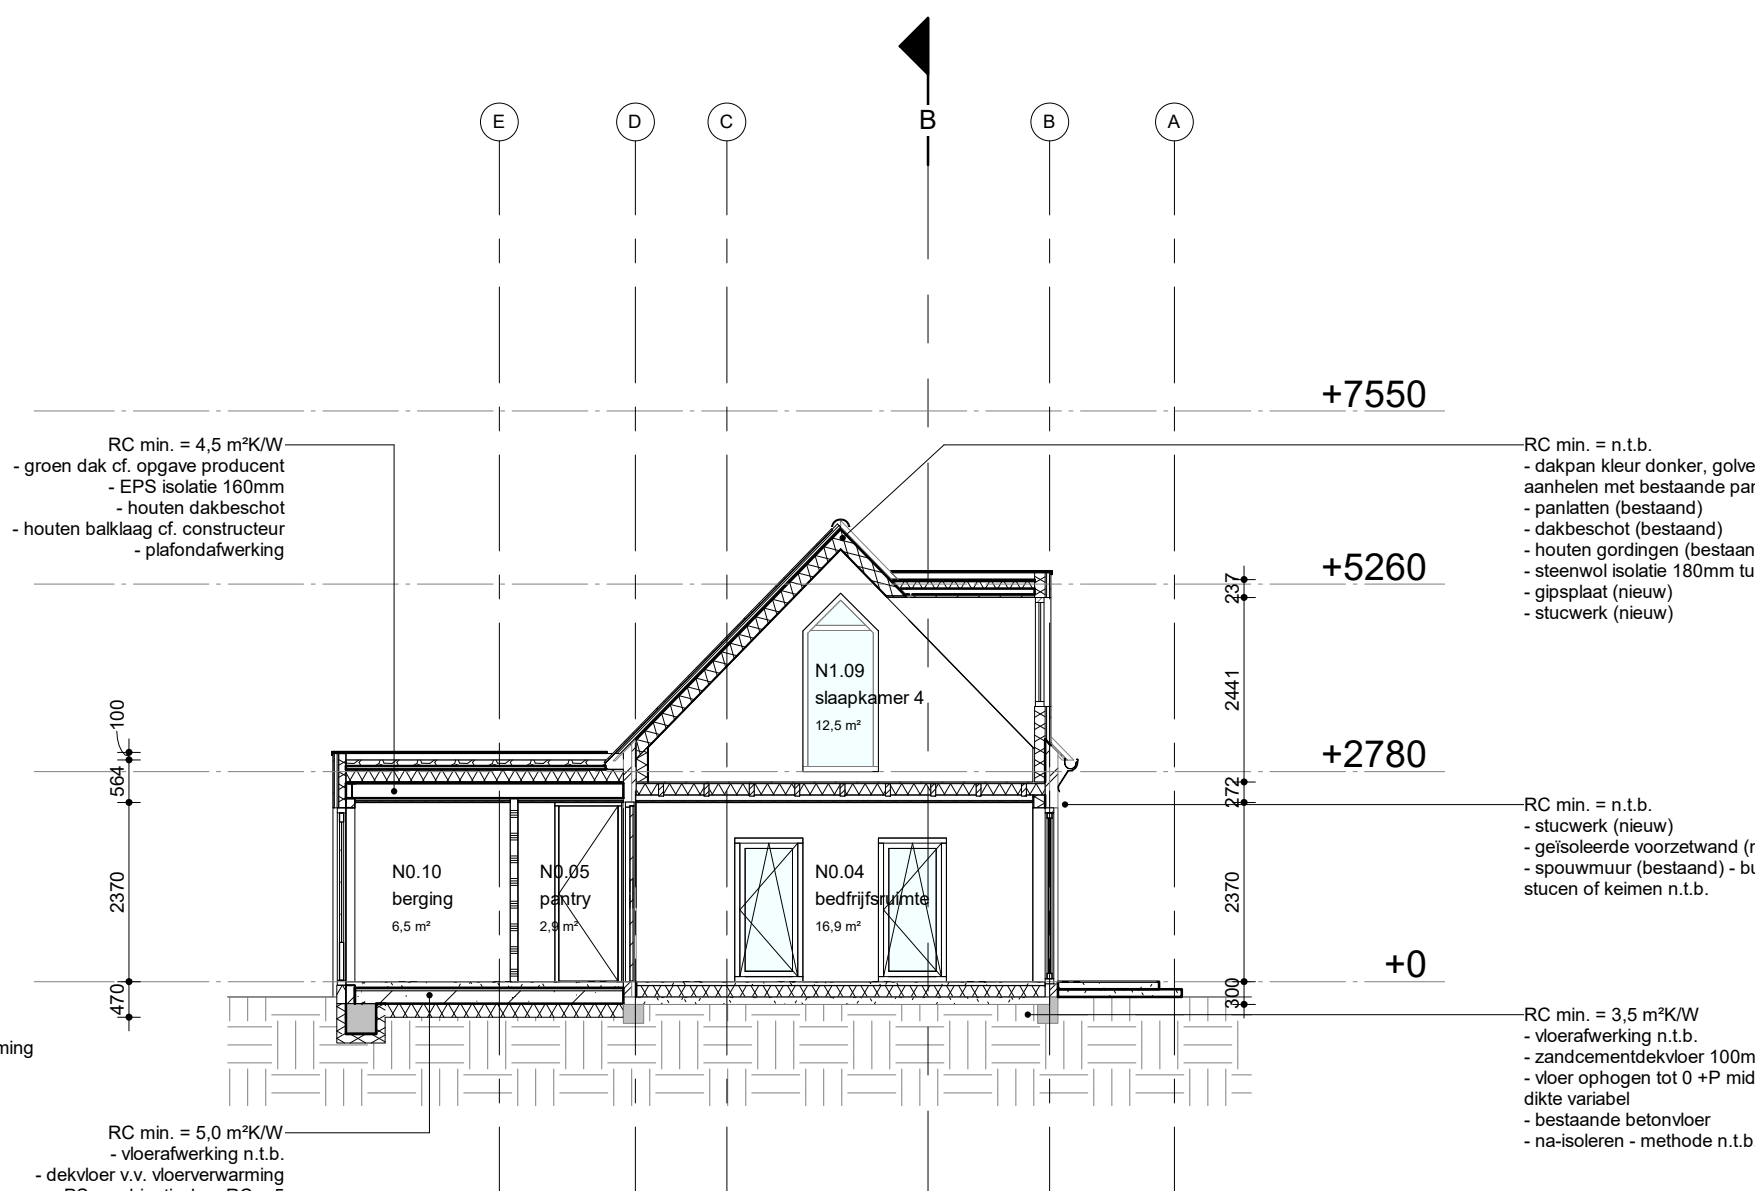 E
D
C
B
B
A
+7550
+5260
+2780
+0
RC min. = 4,5 m²K/W
- groen dak cf. opgave producent
- EPS isolatie 160mm
- houten dakbeschot
- houten balklaag cf. constructeur
- plafondafwerking
RC min. = n.t.b.
- dakpan kleur donker, golve
aanhelen met bestaande par
- panlatten (bestaand)
- dakbeschot (bestaand)
- houten gordingen (bestaan
- steenwol isolatie 180mm tu
- gipsplaat (nieuw)
- stucwerk (nieuw)
100
564
2370
470
237
2441
272
2370
300
N1.09
slaapkamer 4
12,5 m²
N0.10
berging
6,5 m²
N0.05
pantry
2,9 m²
N0.04
bedfrijfsruimte
16,9 m²
RC min. = n.t.b.
- stucwerk (nieuw)
- geïsoleerde voorzetwand (
- spouwmuur (bestaand) - bu
stucen of keimen n.t.b.
RC min. = 3,5 m²K/W
- vloerafwerking n.t.b.
- zandcementdekvloer 100m
- vloer ophogen tot 0 +P mid
dikte variabel
- bestaande betonvloer
- na-isoleren - methode n.t.b
ming
RC min. = 5,0 m²K/W
- vloerafwerking n.t.b.
- dekvloer v.v. vloerverwarming